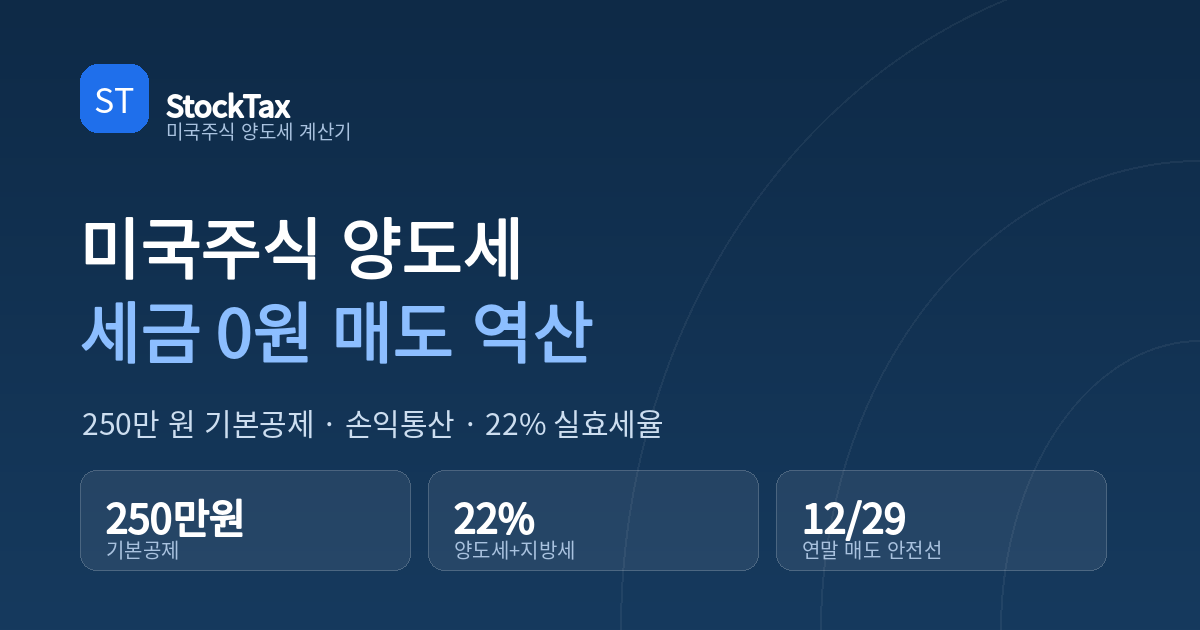 ST
StockTax
미국주식 양도세 계산기
미국주식 양도세
세금 0원 매도 역산
250만 원 기본공제 · 손익통산 · 22% 실효세율
250만원
기본공제
22%
양도세+지방세
12/29
연말 매도 안전선